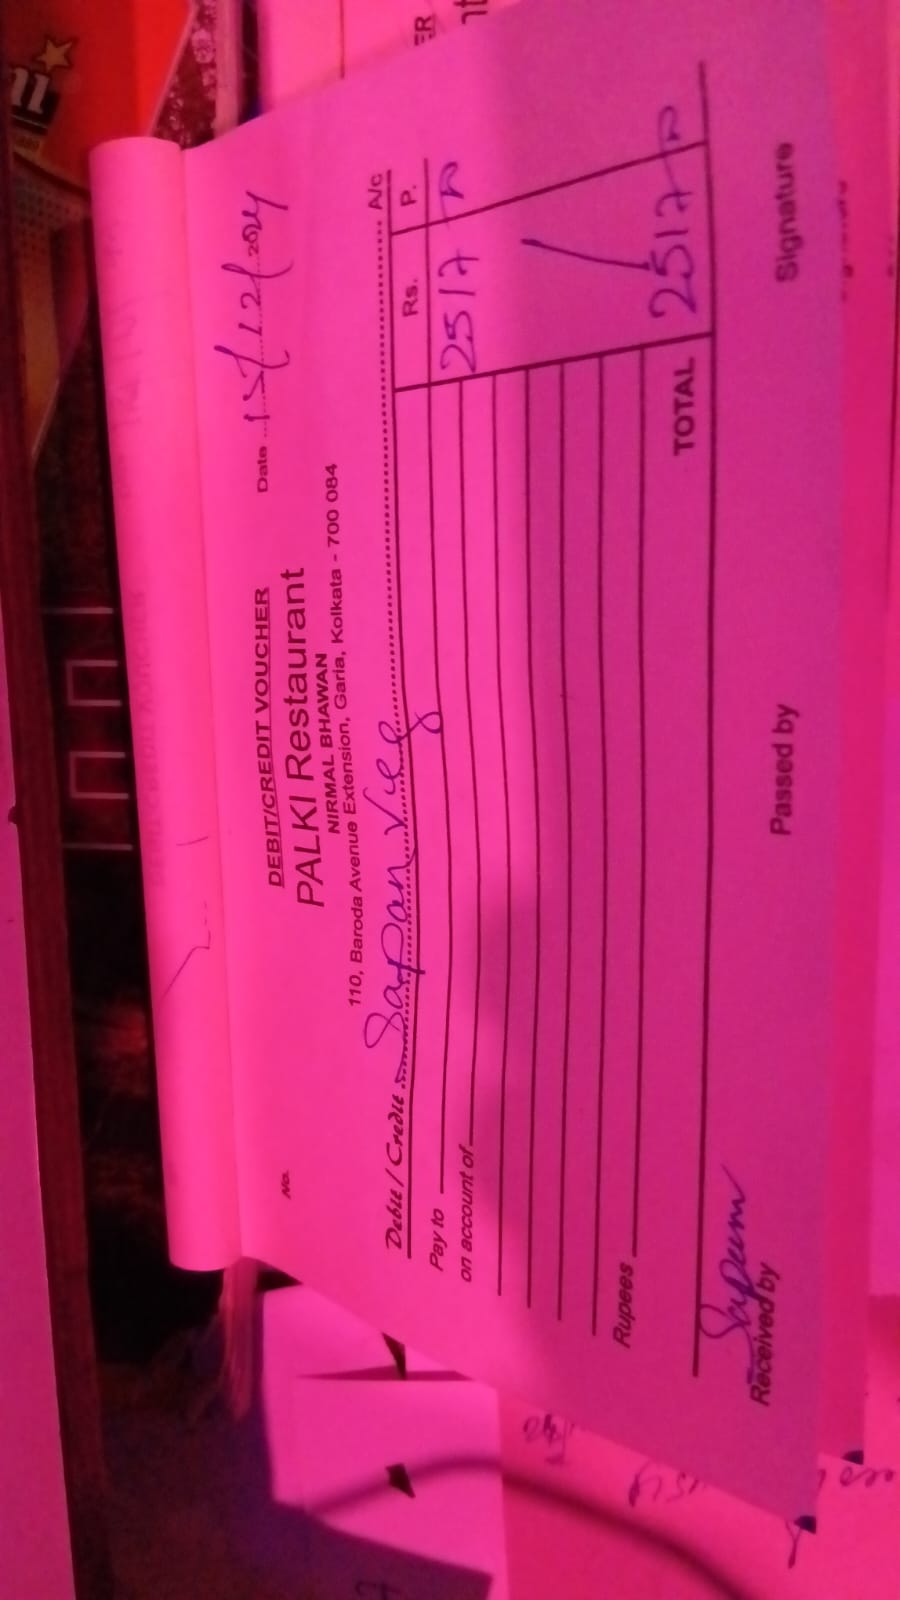 DEBIT/CREDIT VOUCHER
Date 15/12/2024
PALKI Restaurant
NIRMAL BHAWAN
110, Baroda Avenue Extension, Garia, Kolkata - 700 084
No.
Debit / Credit Sapan Veg A/c
Rs. P.
Pay to 2517
on account of
Rupees
TOTAL 2517
Received by Passed by Signature